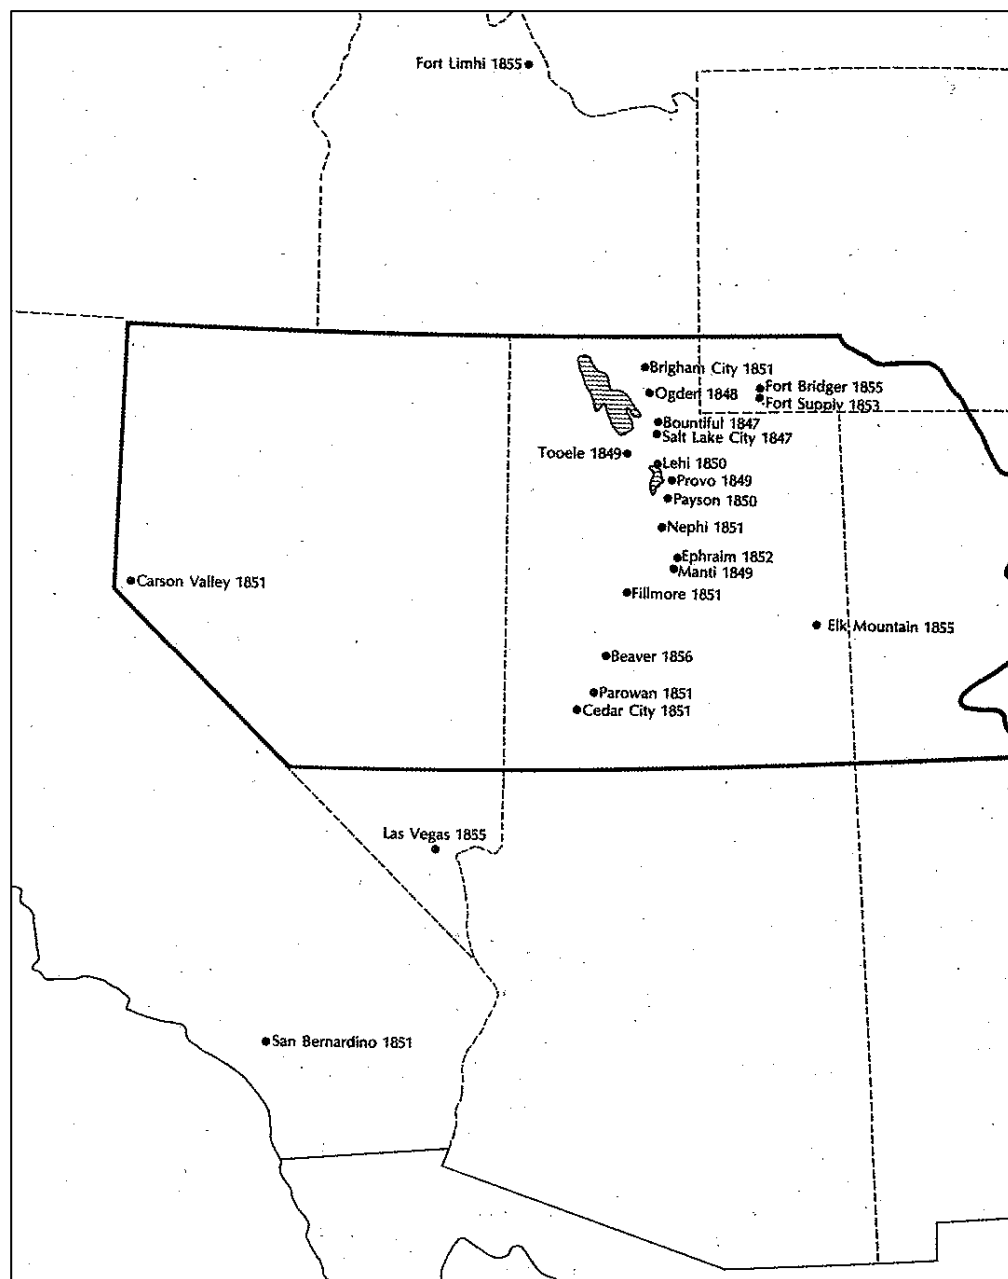 Fort Limhi 1855
Brigham City 1851
Fort Bridger 1855
Ogden 1848
Fort Supply 1853
Bountiful 1847
Salt Lake City 1847
Tooele 1849
Lehi 1850
Provo 1849
Payson 1850
Nephi 1851
Ephraim 1852
Manti 1849
Carson Valley 1851
Fillmore 1851
Elk Mountain 1855
Beaver 1856
Parowan 1851
Cedar City 1851
Las Vegas 1855
San Bernardino 1851